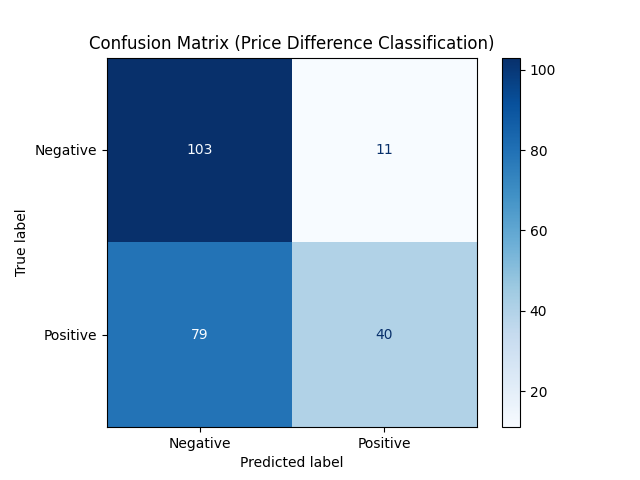 Confusion Matrix (Price Difference Classification)
100
Negative
103
11
80
60
True label
Positive
79
40
40
20
Negative
Positive
Predicted label